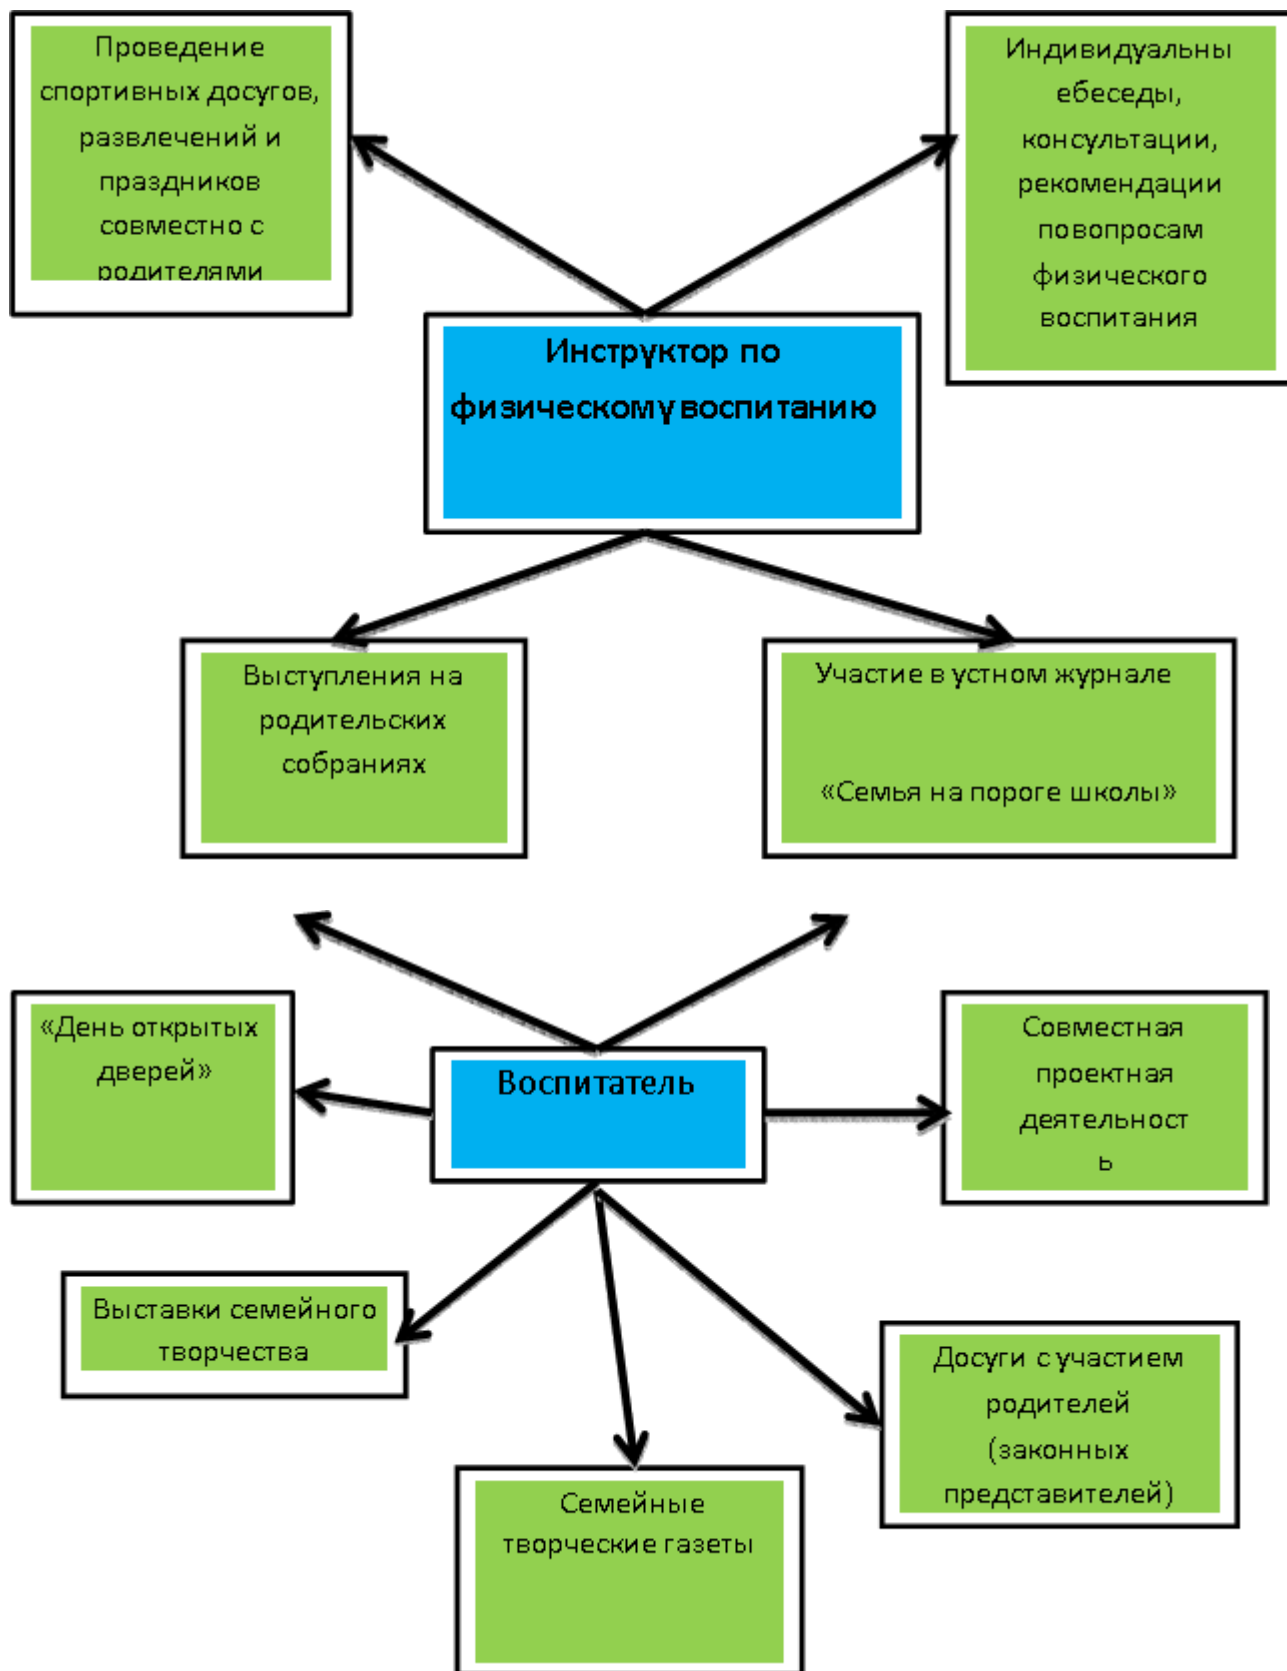 Проведение
спортивных досугов,
развлечений и
праздников
совместно с
родителями
Индивидуальны
ебеседы,
консультации,
рекомендации
повопросам
физического
воспитания
Инструктор по
физическому воспитанию
Выступления на
родительских
собраниях
Участие в устном журнале
«Семья на пороге школы»
«День открытых
дверей»
Воспитатель
Совместная
проектная
деятельност
ь
Выставки семейного
творчества
Досуги с участием
родителей
(законных
представителей)
Семейные
творческие газеты